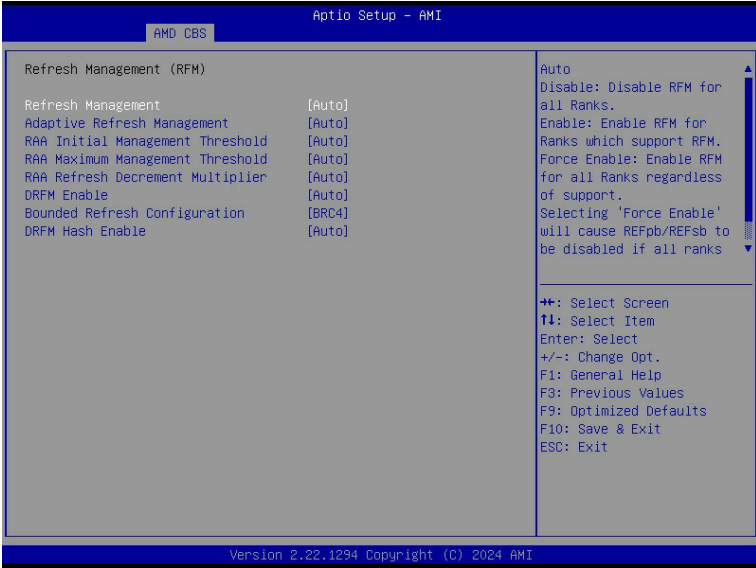 Aptio Setup - AMI
AMD CBS
Refresh Management (RFM)
Refresh Management [Auto]
Adaptive Refresh Management [Auto]
RAA Initial Management Threshold [Auto]
RAA Maximum Management Threshold [Auto]
RAA Refresh Decrement Multiplier [Auto]
DRFM Enable [Auto]
Bounded Refresh Configuration [BRC4]
DRFM Hash Enable [Auto]
Auto
Disable: Disable RFM for
all Ranks.
Enable: Enable RFM for
Ranks which support RFM.
Force Enable: Enable RFM
for all Ranks regardless
of support.
Selecting 'Force Enable'
will cause REFpb/REFsb to
be disabled if all ranks
→←: Select Screen
↑↓: Select Item
Enter: Select
+/-: Change Opt.
F1: General Help
F3: Previous Values
F9: Optimized Defaults
F10: Save & Exit
ESC: Exit
Version 2.22.1294 Copyright (C) 2024 AMI